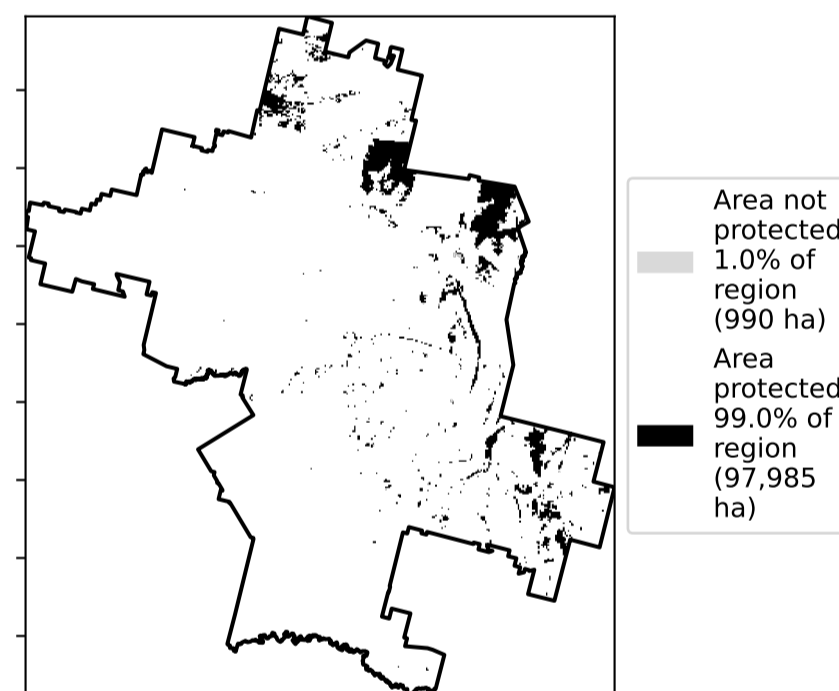 Area not
protected
1.0% of
region
(990 ha)
Area
protected
99.0% of
region
(97,985
ha)